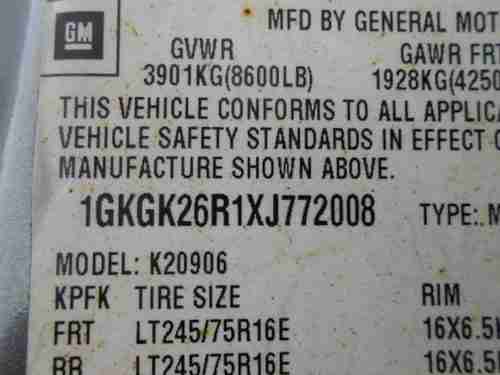 GM
MFD BY GENERAL MOT
GVWR GAWR FR
3901KG(8600LB) 1928KG(4250
THIS VEHICLE CONFORMS TO ALL APPLICA
VEHICLE SAFETY STANDARDS IN EFFECT O
MANUFACTURE SHOWN ABOVE.
1GKGK26R1XJ772008 TYPE: M
MODEL: K20906
KPFK TIRE SIZE RIM
FRT LT245/75R16E 16X6.5
RR LT245/75R16E 16X6.5